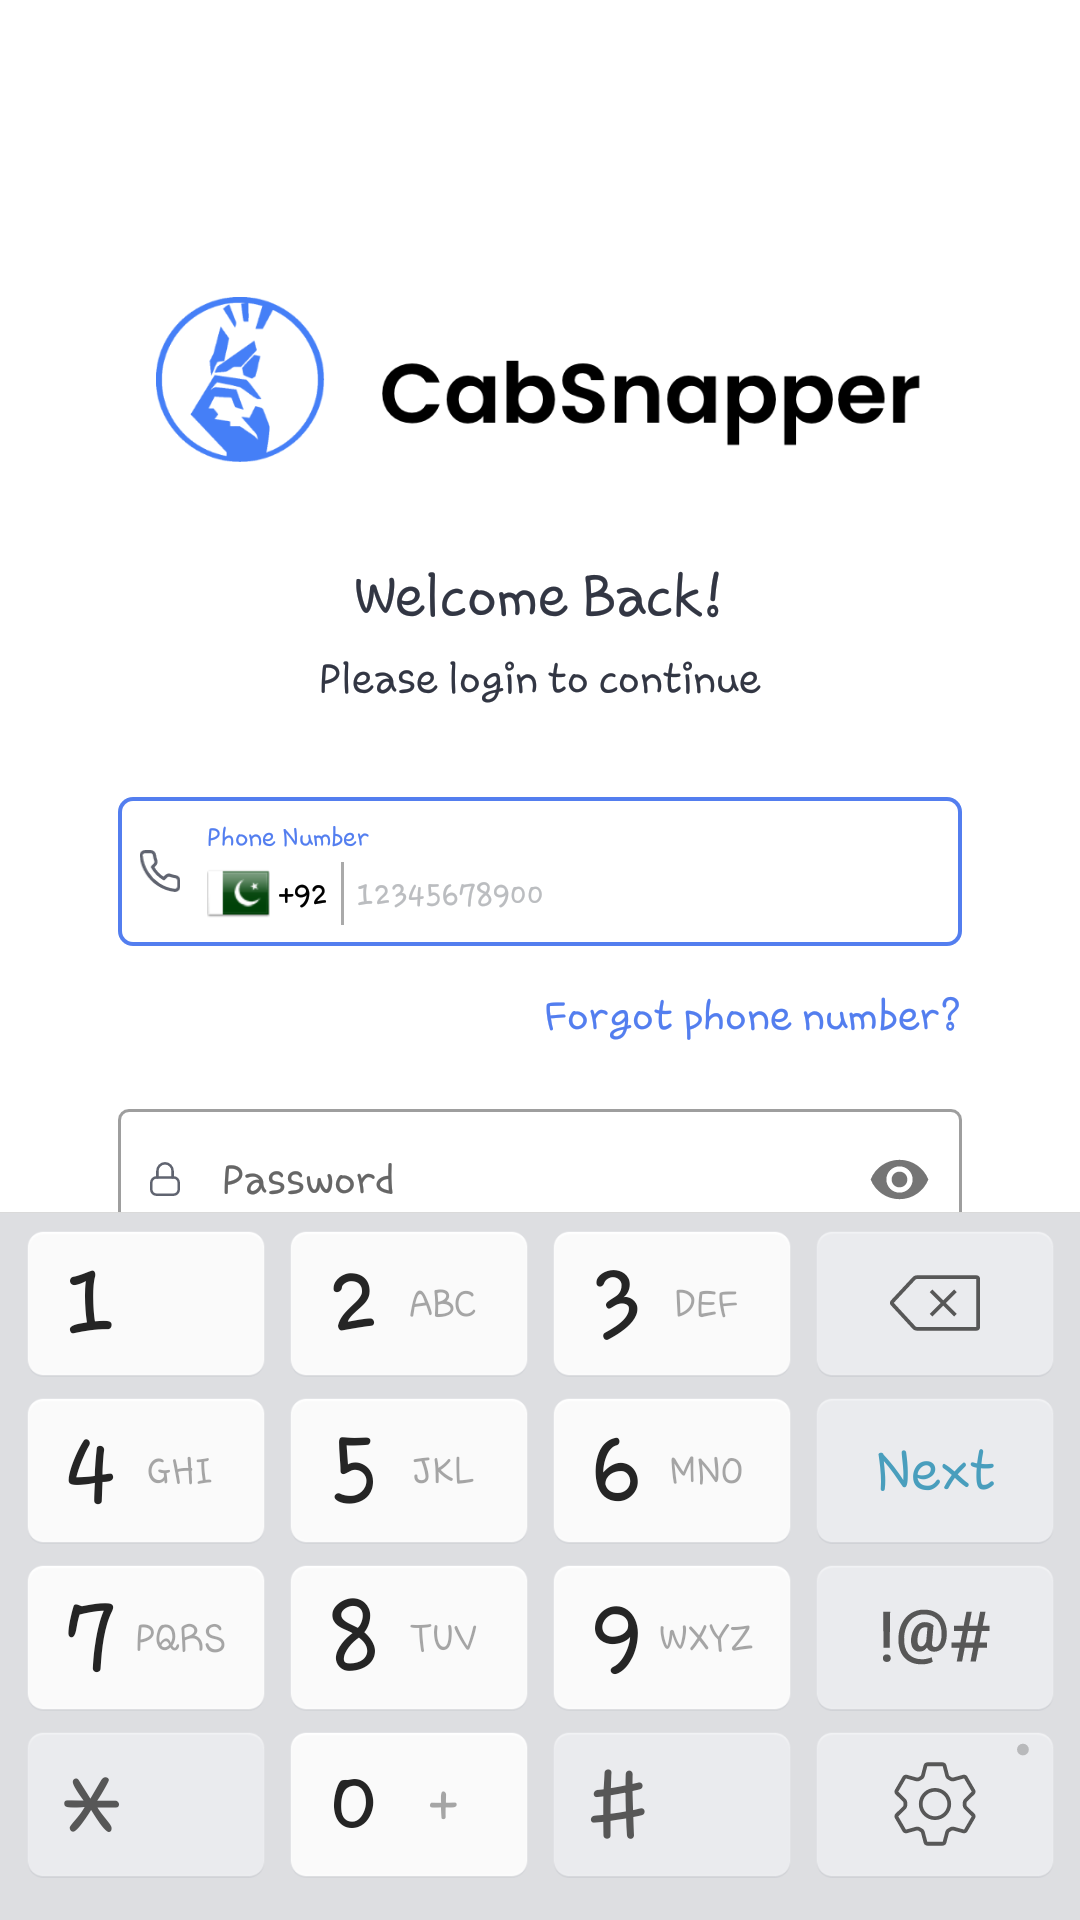 CabSnapper
Welcome Back!
Please login to continue
Phone Number
+92 12345678900
Forgot phone number?
Password
1 2 ABC 3 DEF
4 GHI 5 JKL 6 MNO Next
7 PQRS 8 TUV 9 WXYZ !@#
* 0 + #